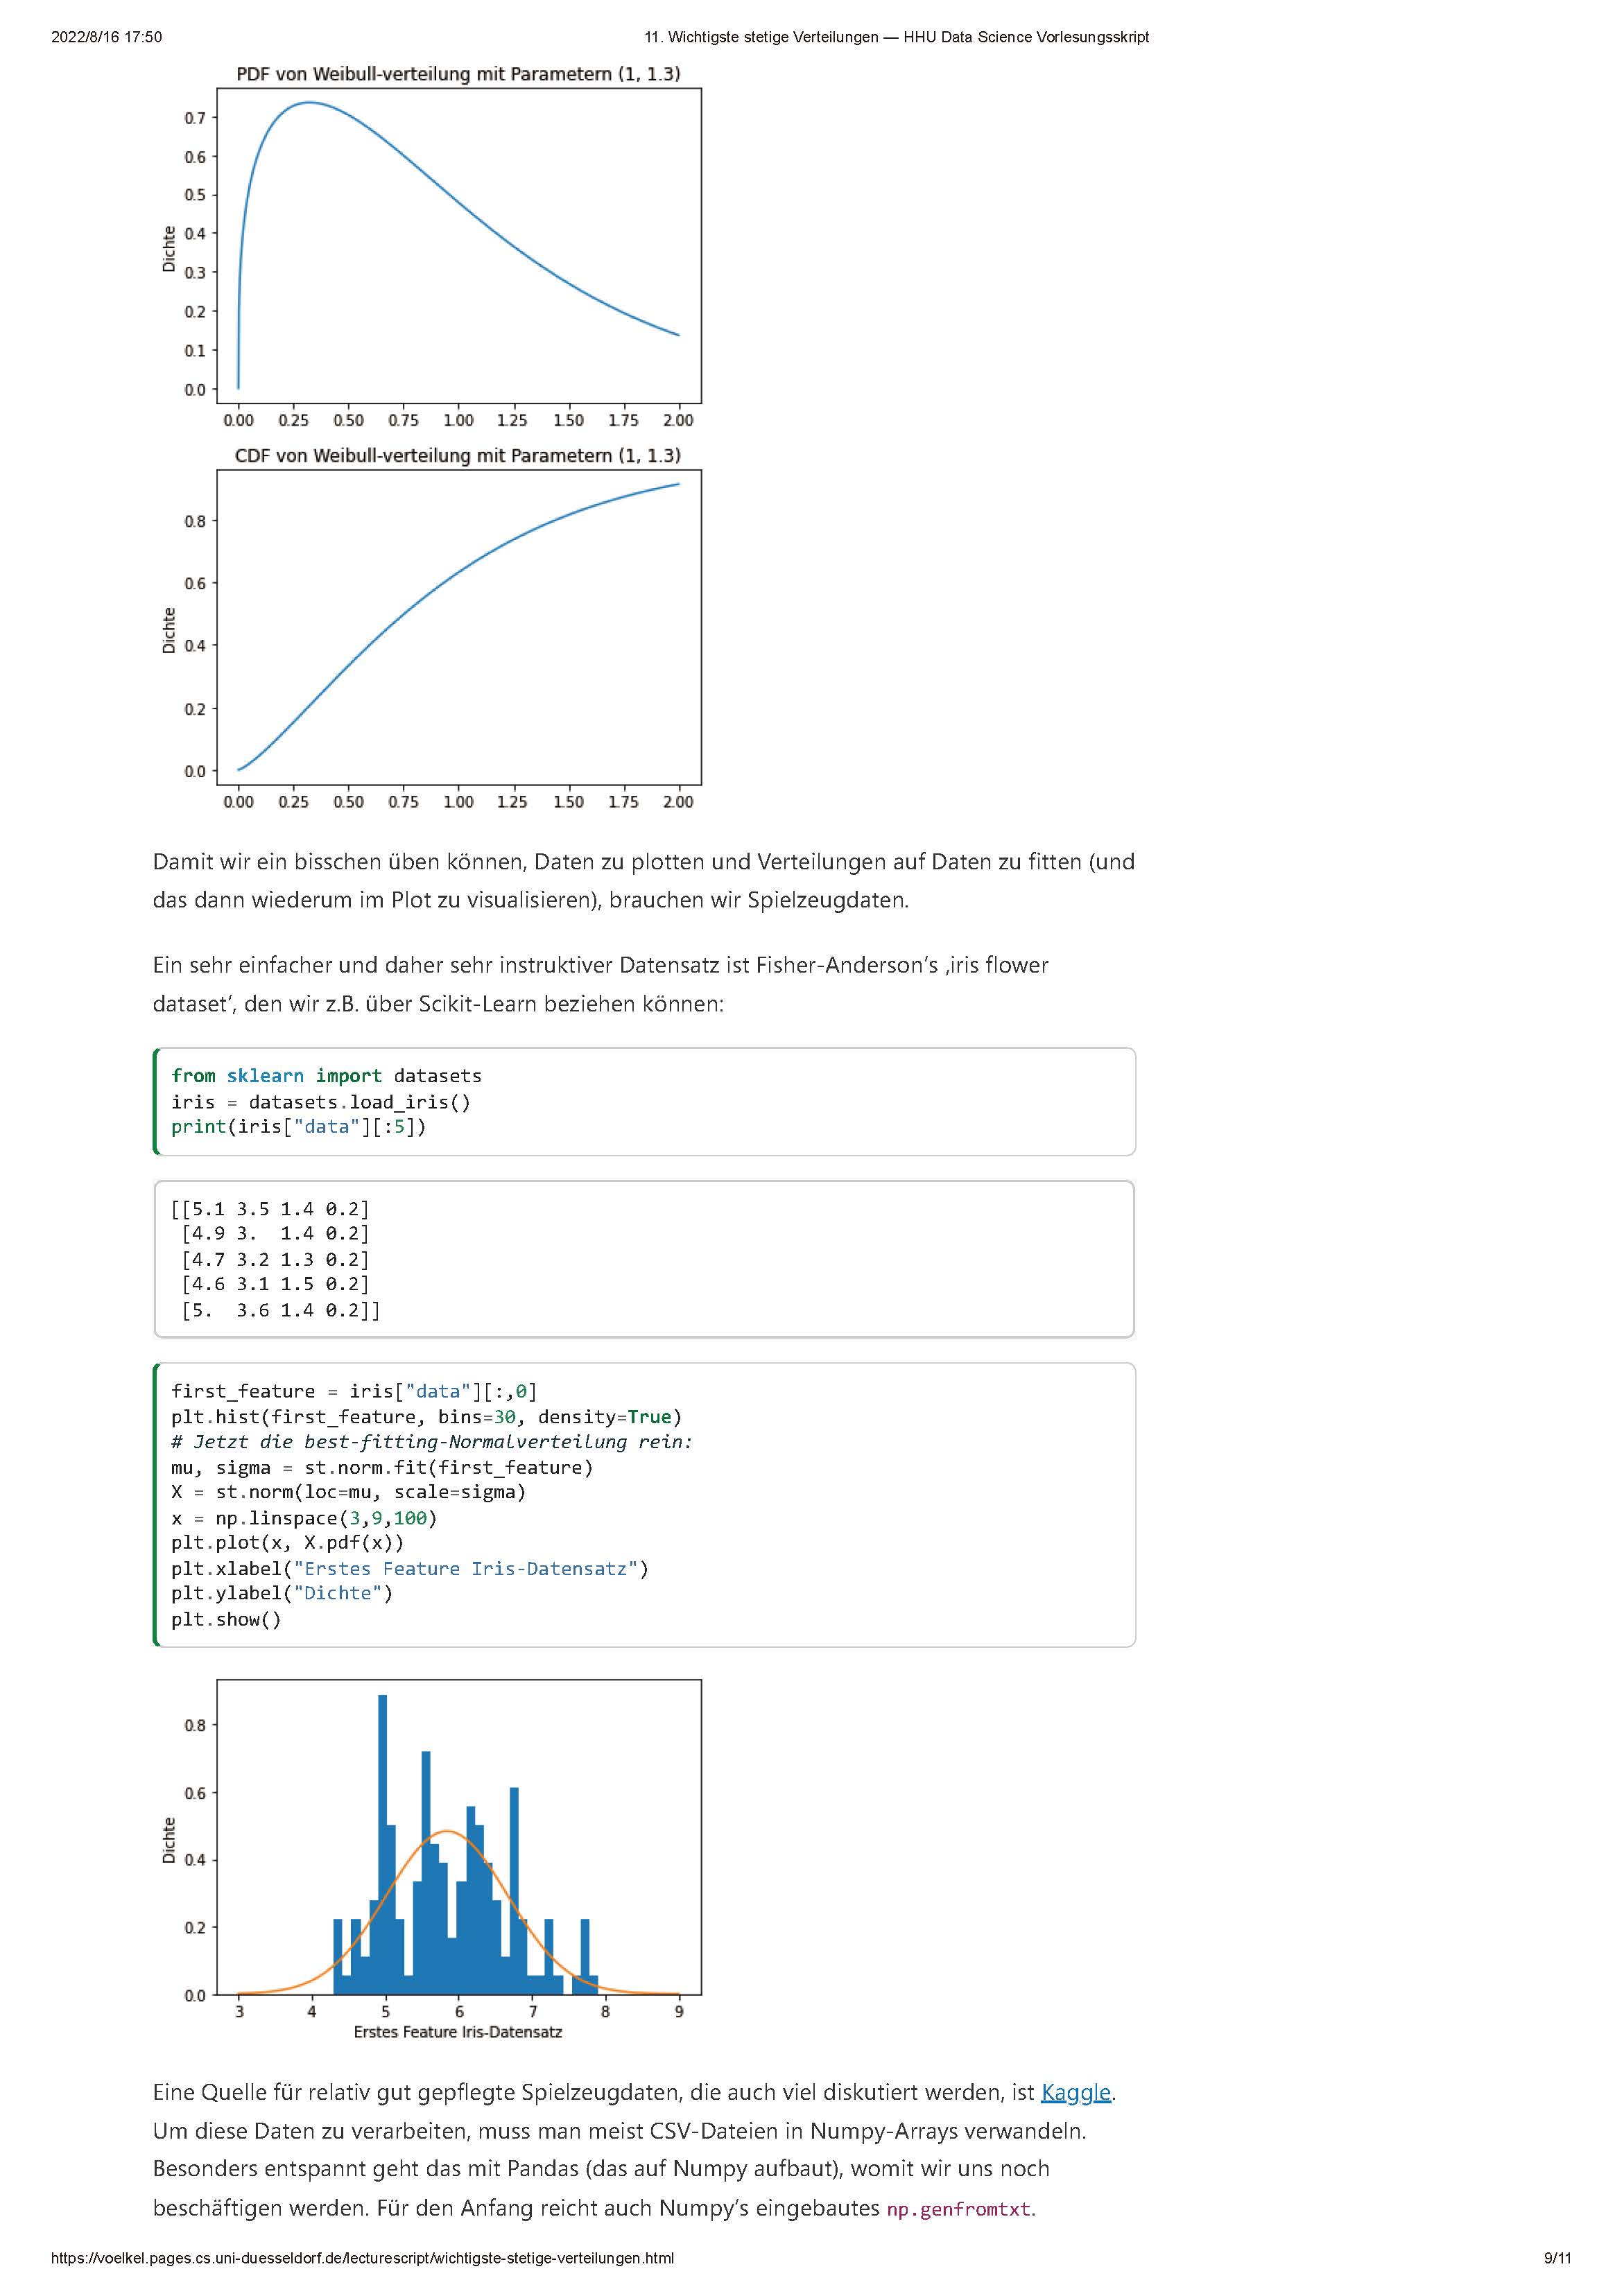 2022/8/16 17:50
11. Wichtigste stetige Verteilungen — HHU Data Science Vorlesungsskript
PDF von Weibull-verteilung mit Parametern (1, 1.3)
Dichte
0.7
0.6
0.5
0.4
0.3
0.2
0.1
0.0
0.00 0.25 0.50 0.75 1.00 1.25 1.50 1.75 2.00
CDF von Weibull-verteilung mit Parametern (1, 1.3)
Dichte
0.8
0.6
0.4
0.2
0.0
0.00 0.25 0.50 0.75 1.00 1.25 1.50 1.75 2.00
Damit wir ein bisschen üben können, Daten zu plotten und Verteilungen auf Daten zu fitten (und
das dann wiederum im Plot zu visualisieren), brauchen wir Spielzeugdaten.
Ein sehr einfacher und daher sehr instruktiver Datensatz ist Fisher-Anderson’s ‚iris flower
dataset‘, den wir z.B. über Scikit-Learn beziehen können:
from sklearn import datasets
iris = datasets.load_iris()
print(iris["data"][:5])
[[5.1 3.5 1.4 0.2]
 [4.9 3.  1.4 0.2]
 [4.7 3.2 1.3 0.2]
 [4.6 3.1 1.5 0.2]
 [5.  3.6 1.4 0.2]]
first_feature = iris["data"][:,0]
plt.hist(first_feature, bins=30, density=True)
# Jetzt die best-fitting-Normalverteilung rein:
mu, sigma = st.norm.fit(first_feature)
X = st.norm(loc=mu, scale=sigma)
x = np.linspace(3,9,100)
plt.plot(x, X.pdf(x))
plt.xlabel("Erstes Feature Iris-Datensatz")
plt.ylabel("Dichte")
plt.show()
Dichte
0.8
0.6
0.4
0.2
0.0
3 4 5 6 7 8 9
Erstes Feature Iris-Datensatz
Eine Quelle für relativ gut gepflegte Spielzeugdaten, die auch viel diskutiert werden, ist Kaggle.
Um diese Daten zu verarbeiten, muss man meist CSV-Dateien in Numpy-Arrays verwandeln.
Besonders entspannt geht das mit Pandas (das auf Numpy aufbaut), womit wir uns noch
beschäftigen werden. Für den Anfang reicht auch Numpy’s eingebautes np.genfromtxt.
https://voelkel.pages.cs.uni-duesseldorf.de/lecturescript/wichtigste-stetige-verteilungen.html
9/11